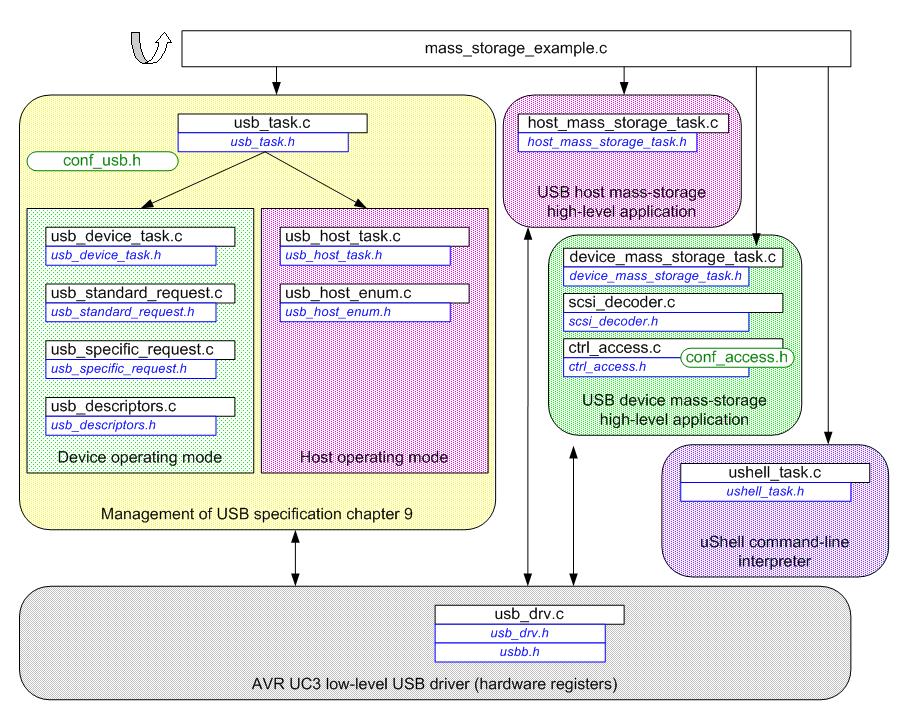 mass_storage_example.c
usb_task.c
usb_task.h
conf_usb.h
usb_device_task.c
usb_device_task.h
usb_standard_request.c
usb_standard_request.h
usb_specific_request.c
usb_specific_request.h
usb_descriptors.c
usb_descriptors.h
Device operating mode
usb_host_task.c
usb_host_task.h
usb_host_enum.c
usb_host_enum.h
Host operating mode
Management of USB specification chapter 9
host_mass_storage_task.c
host_mass_storage_task.h
USB host mass-storage
high-level application
device_mass_storage_task.c
device_mass_storage_task.h
scsi_decoder.c
scsi_decoder.h
ctrl_access.c
conf_access.h
ctrl_access.h
USB device mass-storage
high-level application
ushell_task.c
ushell_task.h
uShell command-line
interpreter
usb_drv.c
usb_drv.h
usbb.h
AVR UC3 low-level USB driver (hardware registers)